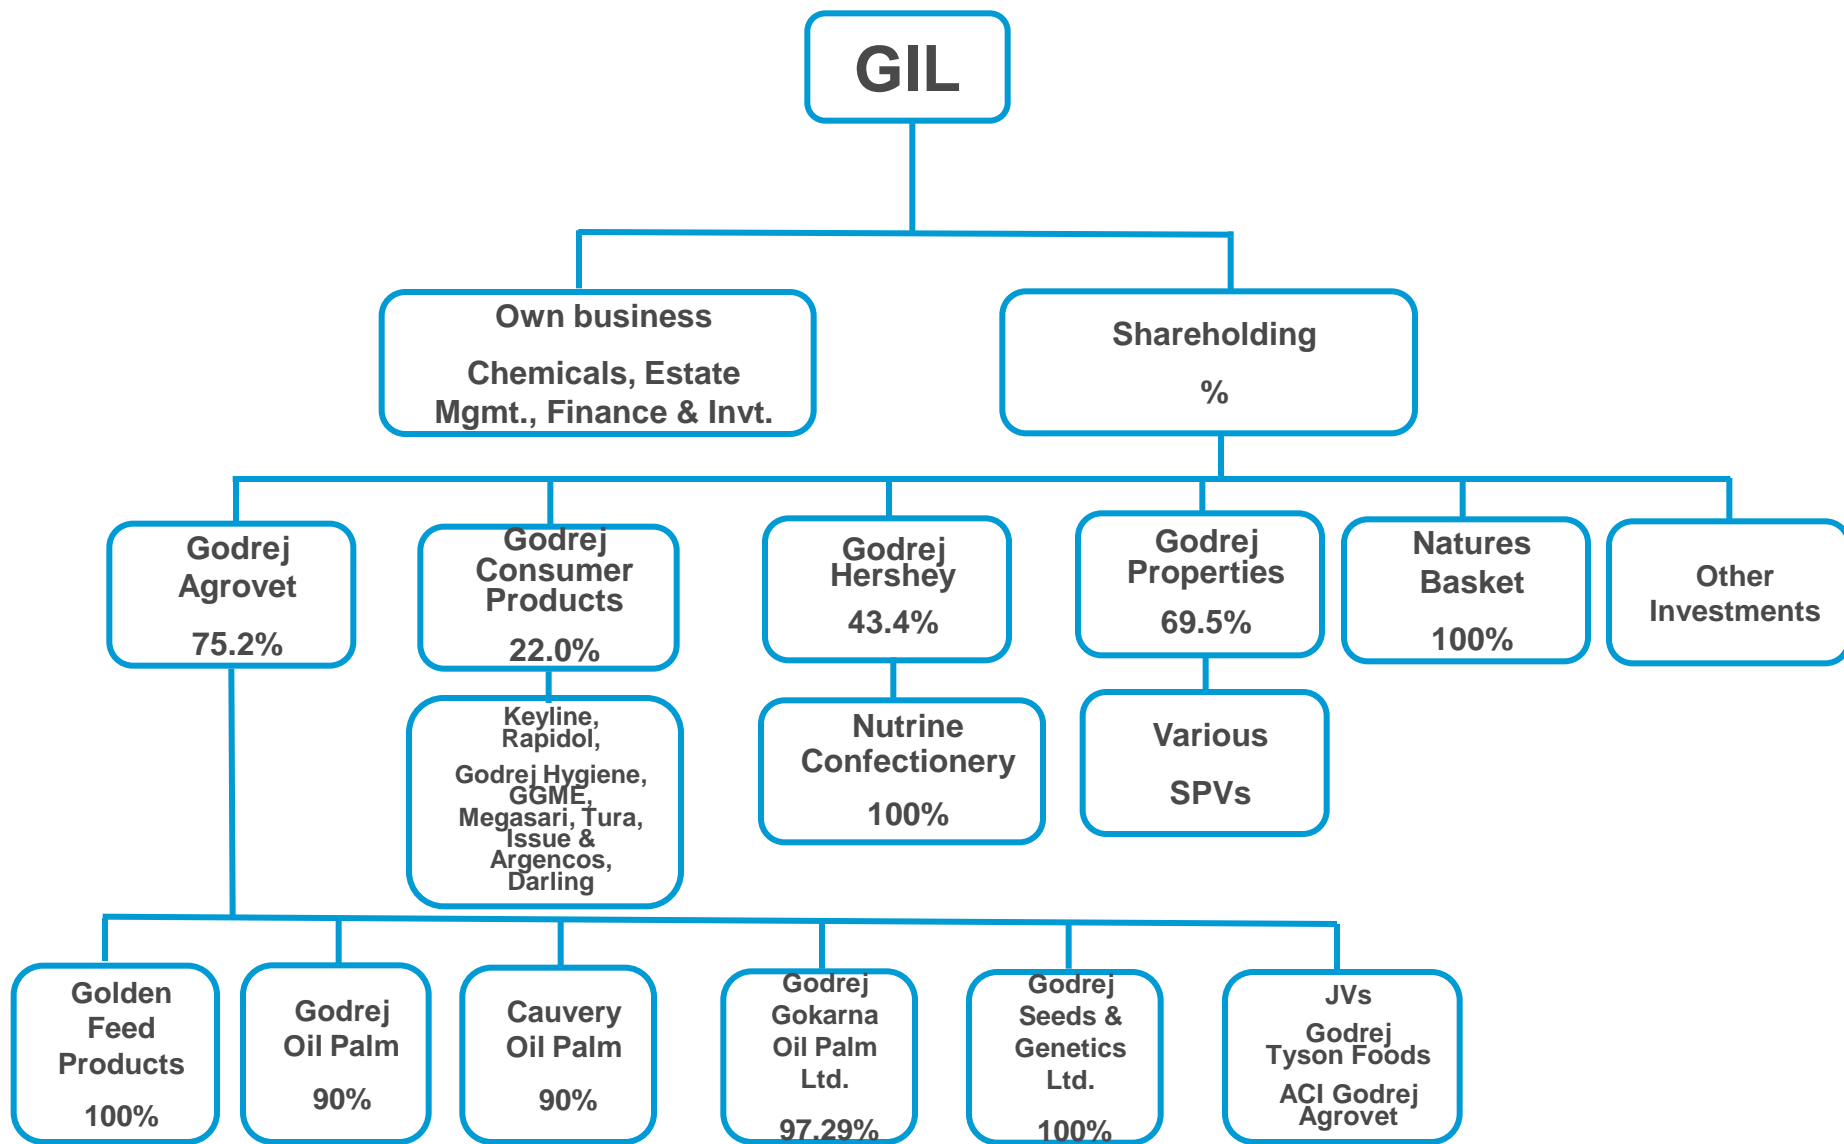 GIL
Own business
Chemicals, Estate
Mgmt., Finance & Invt.
Shareholding
%
Godrej
Agrovet
75.2%
Godrej
Consumer
Products
22.0%
Godrej
Hershey
43.4%
Godrej
Properties
69.5%
Natures
Basket
100%
Other
Investments
Keyline,
Rapidol,
Godrej Hygiene,
GGME,
Megasari, Tura,
Issue &
Argencos,
Darling
Nutrine
Confectionery
100%
Various
SPVs
Golden
Feed
Products
100%
Godrej
Oil Palm
90%
Cauvery
Oil Palm
90%
Godrej
Gokarna
Oil Palm
Ltd.
97.29%
Godrej
Seeds &
Genetics
Ltd.
100%
JVs
Godrej
Tyson Foods
ACI Godrej
Agrovet